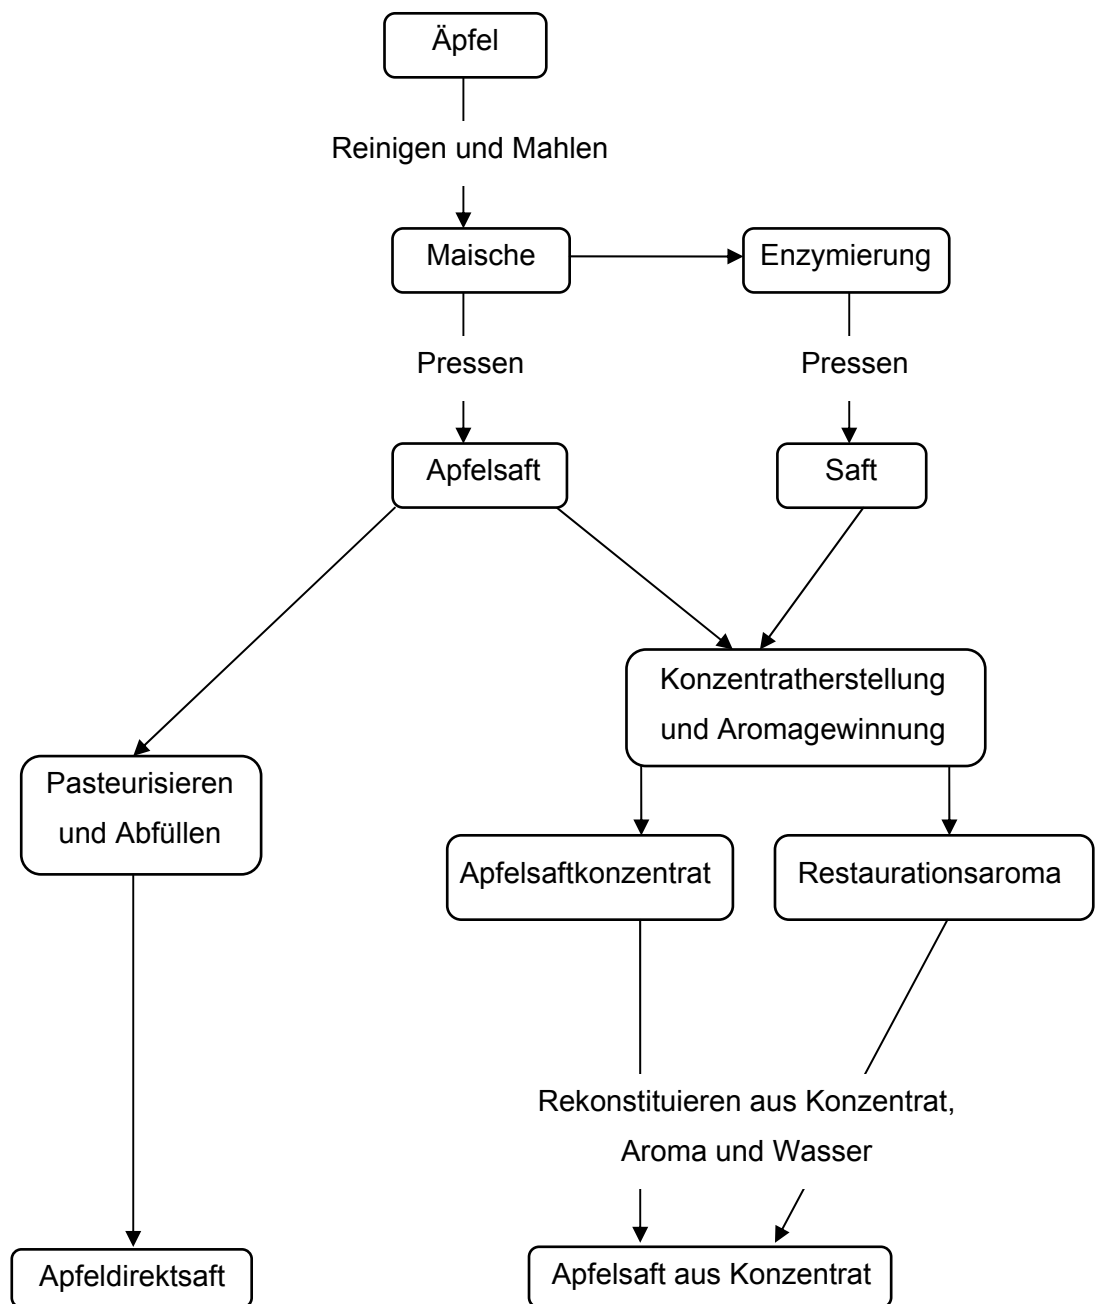 Äpfel
Reinigen und Mahlen
Maische
Enzymierung
Pressen
Pressen
Apfelsaft
Saft
Konzentratherstellung
und Aromagewinnung
Pasteurisieren
und Abfüllen
Apfelsaftkonzentrat
Restaurationsaroma
Rekonstituieren aus Konzentrat,
Aroma und Wasser
Apfeldirektsaft
Apfelsaft aus Konzentrat